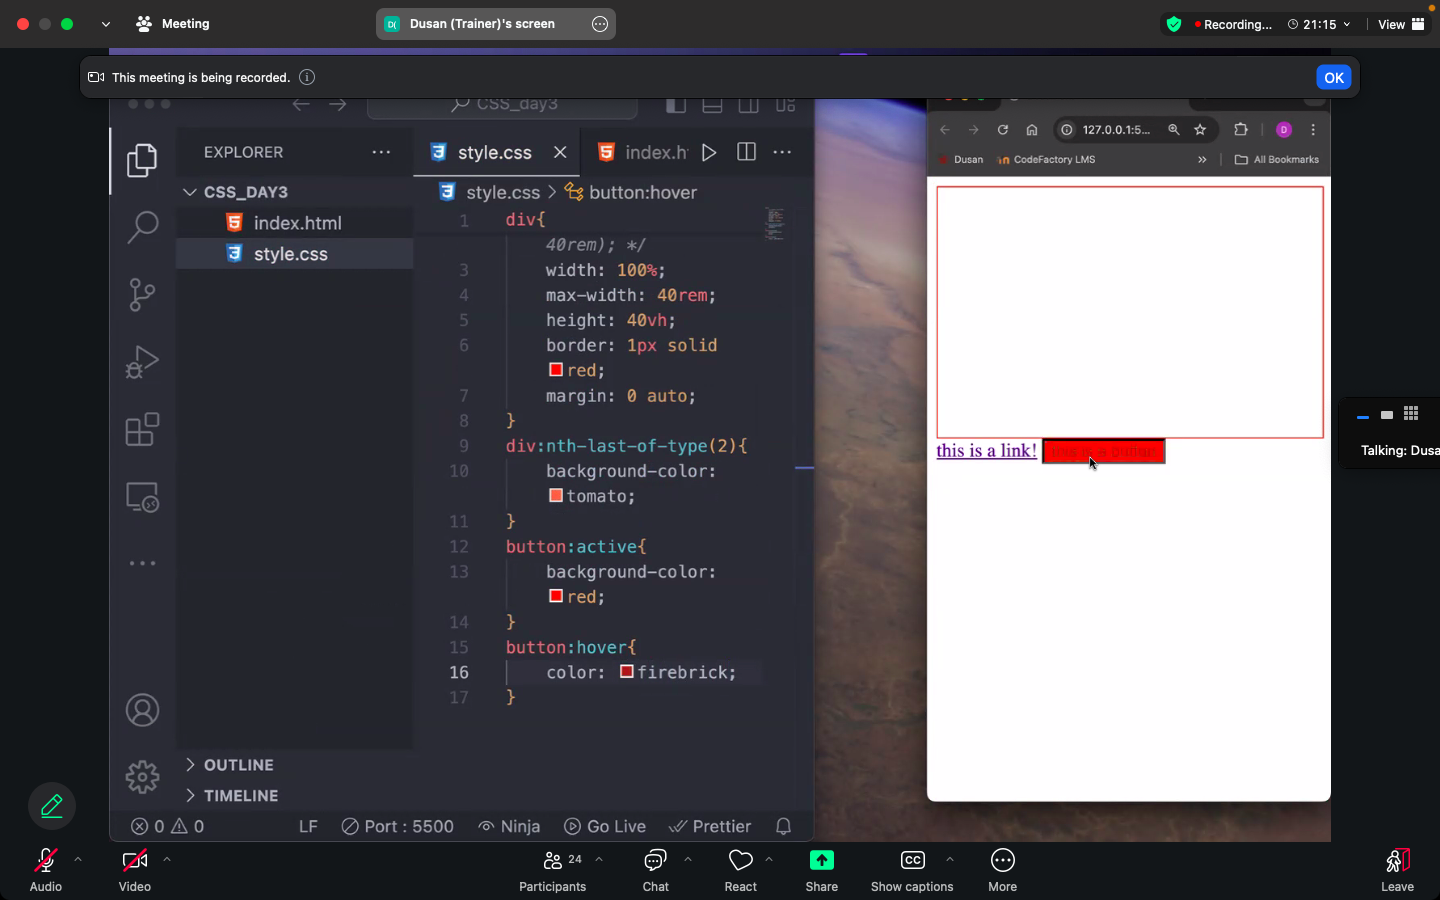 Meeting
Dusan (Trainer)'s screen
Recording...
21:15
View
This meeting is being recorded.
OK
CSS_day3
EXPLORER
style.css
index.h
CSS_DAY3
index.html
style.css
style.css > button:hover
1 div{
40rem); */
3 width: 100%;
4 max-width: 40rem;
5 height: 40vh;
6 border: 1px solid
red;
7 margin: 0 auto;
8 }
9 div:nth-last-of-type(2){
10 background-color:
tomato;
11 }
12 button:active{
13 background-color:
red;
14 }
15 button:hover{
16 color: firebrick;
17 }
OUTLINE
TIMELINE
0 0 LF Port : 5500 Ninja Go Live Prettier
127.0.0.1:5...
D
Dusan
CodeFactory LMS
All Bookmarks
this is a link!
Talking: Dusa
Audio
Video
24
Participants
Chat
React
Share
CC
Show captions
More
Leave